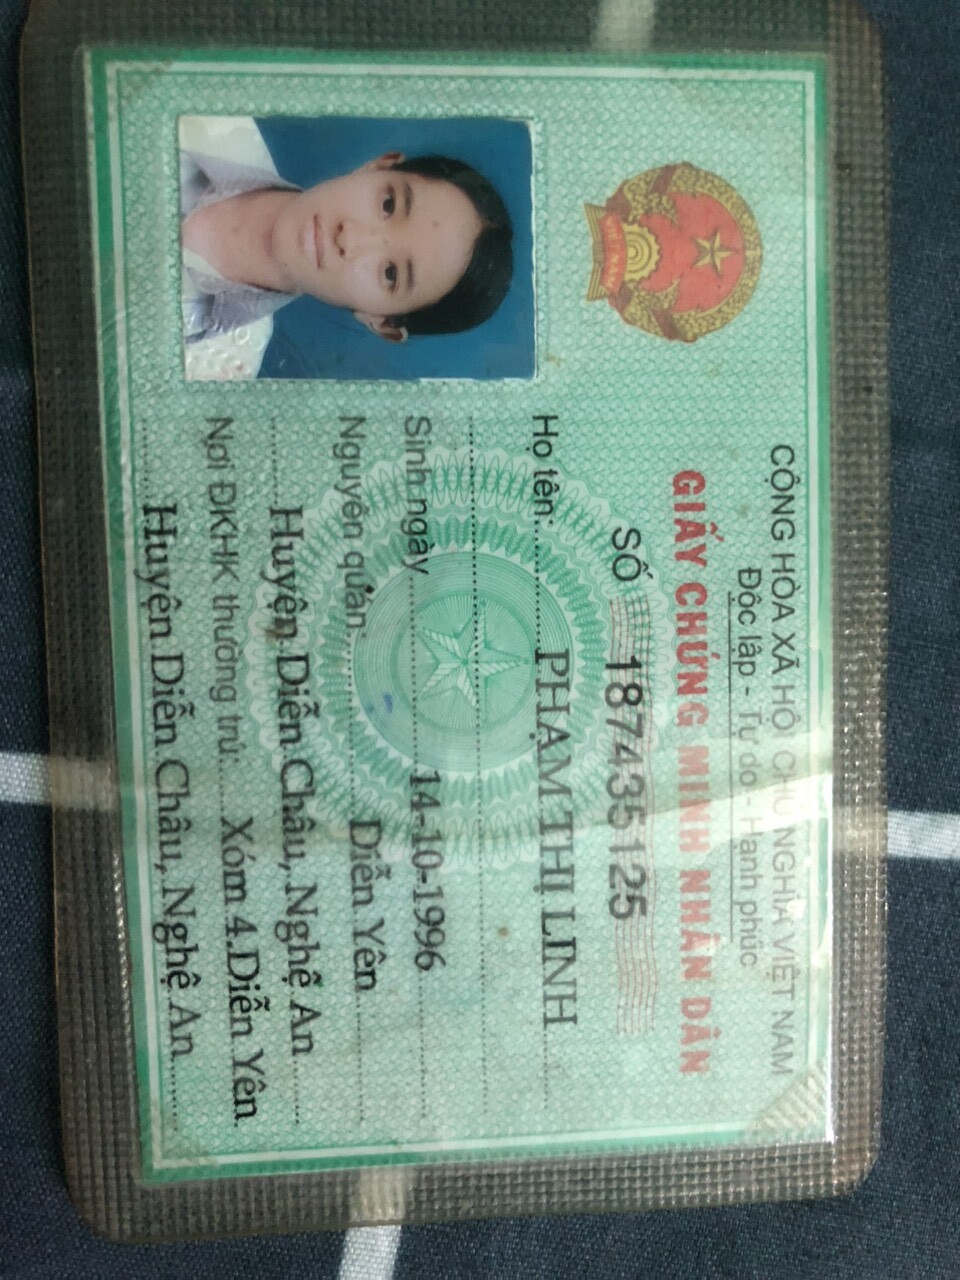 CỘNG HÒA XÃ HỘI CHỦ NGHĨA VIỆT NAM
Độc lập - Tự do - Hạnh phúc
GIẤY CHỨNG MINH NHÂN DÂN
SỐ 187435125
Họ tên: PHẠM THỊ LINH
Sinh ngày 14-10-1996
Nguyên quán Diễn Yên
Huyện Diễn Châu, Nghệ An
Nơi ĐKHK thường trú: Xóm 4.Diễn Yên
Huyện Diễn Châu, Nghệ An
VIỆT NAM